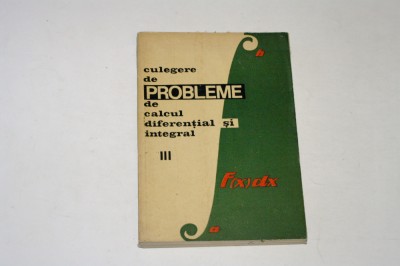 culegere
de
PROBLEME
de
calcul
diferențial și
integral
III
b
f(x)dx
a